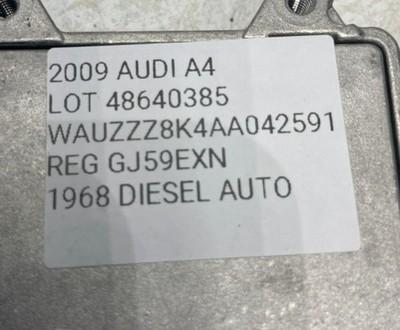 2009 AUDI A4
LOT 48640385
WAUZZZ8K4AA042591
REG GJ59EXN
1968 DIESEL AUTO